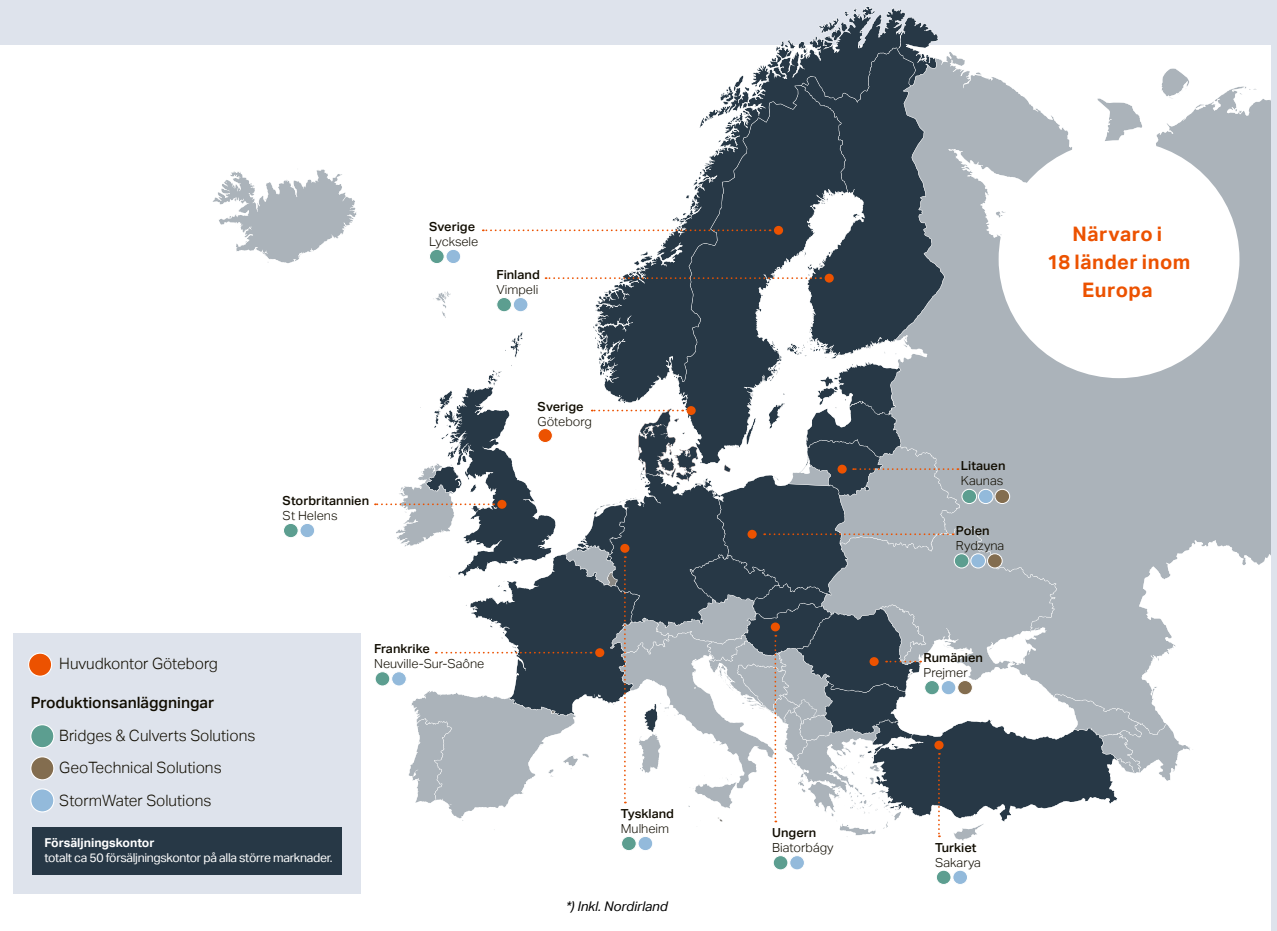 Närvaro i
18 länder inom
Europa
Sverige
Lycksele
Finland
Vimpeli
Sverige
Göteborg
Litauen
Kaunas
Storbritannien
St Helens
Polen
Rydzyna
Frankrike
Neuville-Sur-Saône
Rumänien
Prejmer
Tyskland
Mulheim
Ungern
Biatorbágy
Turkiet
Sakarya
Huvudkontor Göteborg
Produktionsanläggningar
Bridges & Culverts Solutions
GeoTechnical Solutions
StormWater Solutions
Försäljningskontor
totalt ca 50 försäljningskontor på alla större marknader.
*) Inkl. Nordirland